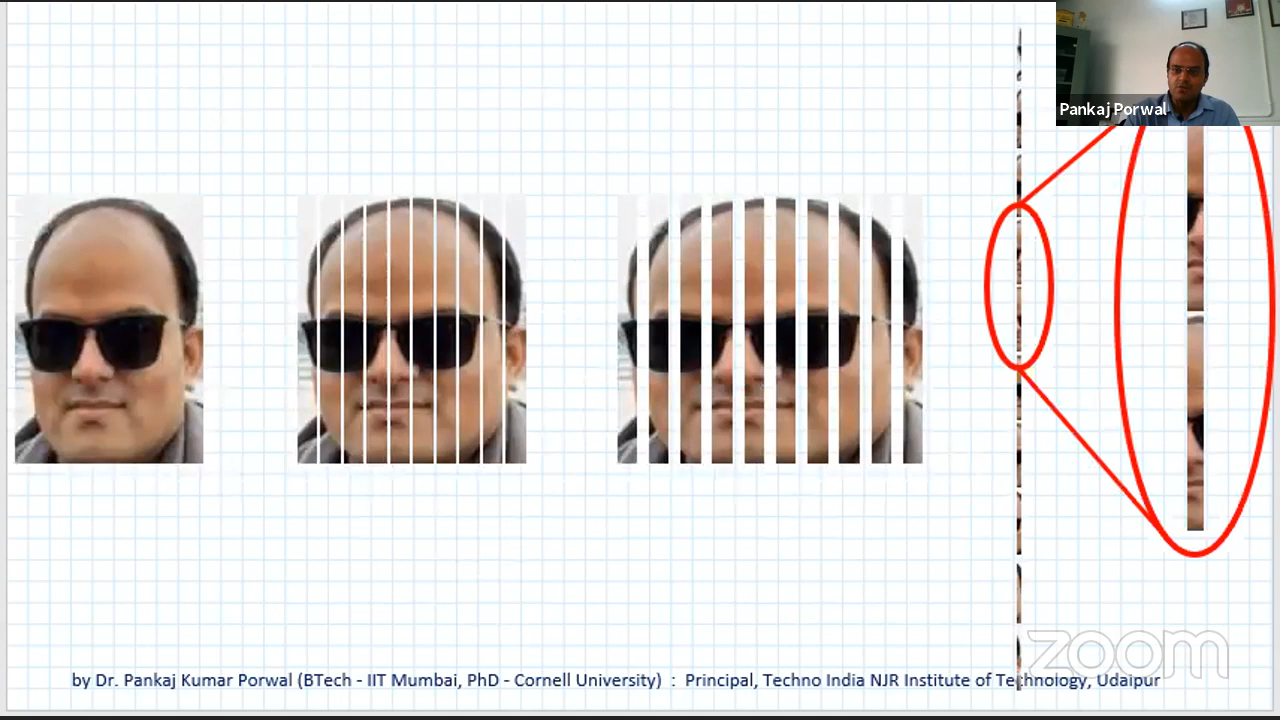 Pankaj Porwal
by Dr. Pankaj Kumar Porwal (BTech - IIT Mumbai, PhD - Cornell University)  :  Principal, Techno India NJR Institute of Technology, Udaipur
zoom